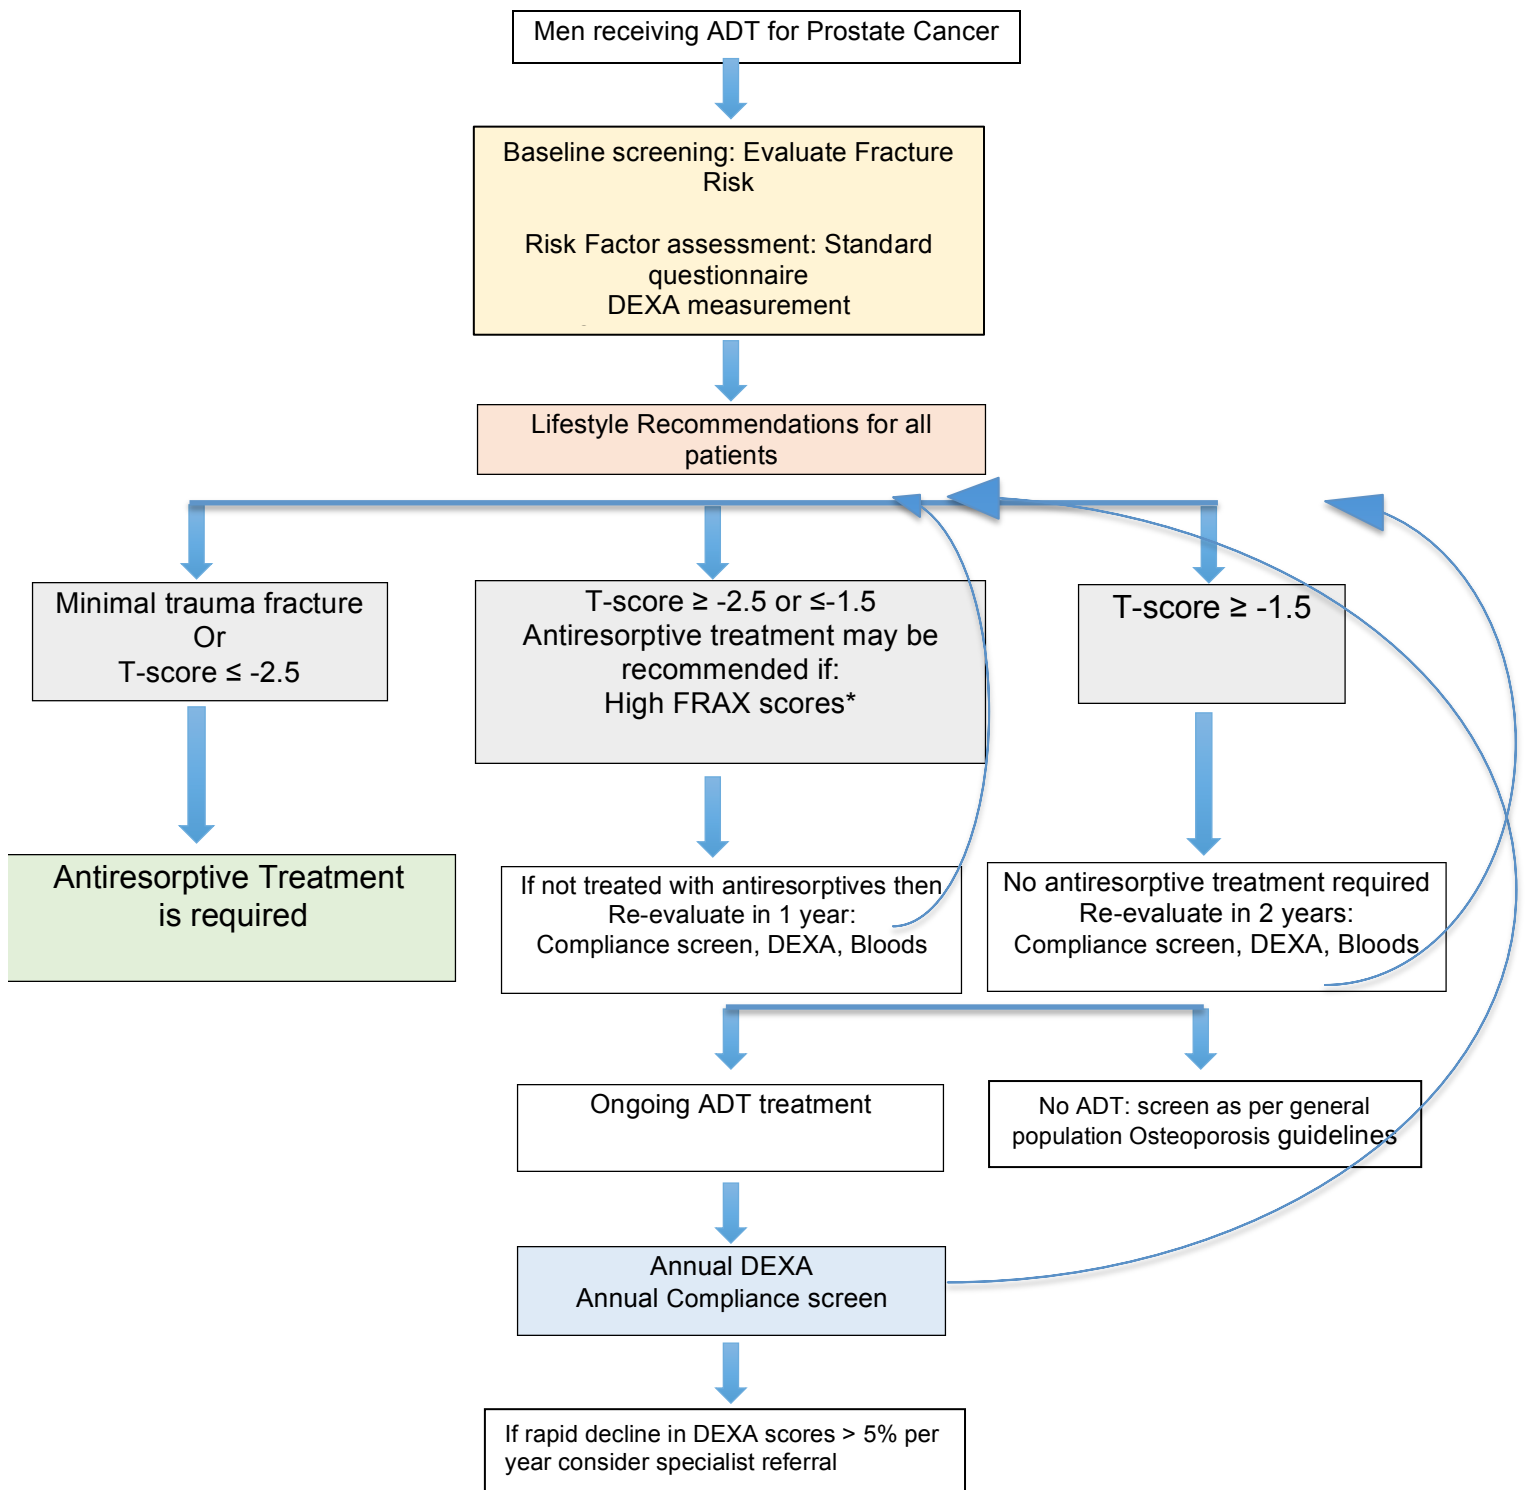 Men receiving ADT for Prostate Cancer
Baseline screening: Evaluate Fracture
Risk
Risk Factor assessment: Standard
questionnaire
DEXA measurement
Lifestyle Recommendations for all
patients
Minimal trauma fracture
Or
T-score ≤ -2.5
T-score ≥ -2.5 or ≤-1.5
Antiresorptive treatment may be
recommended if:
High FRAX scores*
T-score ≥ -1.5
Antiresorptive Treatment
is required
If not treated with antiresorptives then
Re-evaluate in 1 year:
Compliance screen, DEXA, Bloods
No antiresorptive treatment required
Re-evaluate in 2 years:
Compliance screen, DEXA, Bloods
Ongoing ADT treatment
No ADT: screen as per general
population Osteoporosis guidelines
Annual DEXA
Annual Compliance screen
If rapid decline in DEXA scores > 5% per
year consider specialist referral